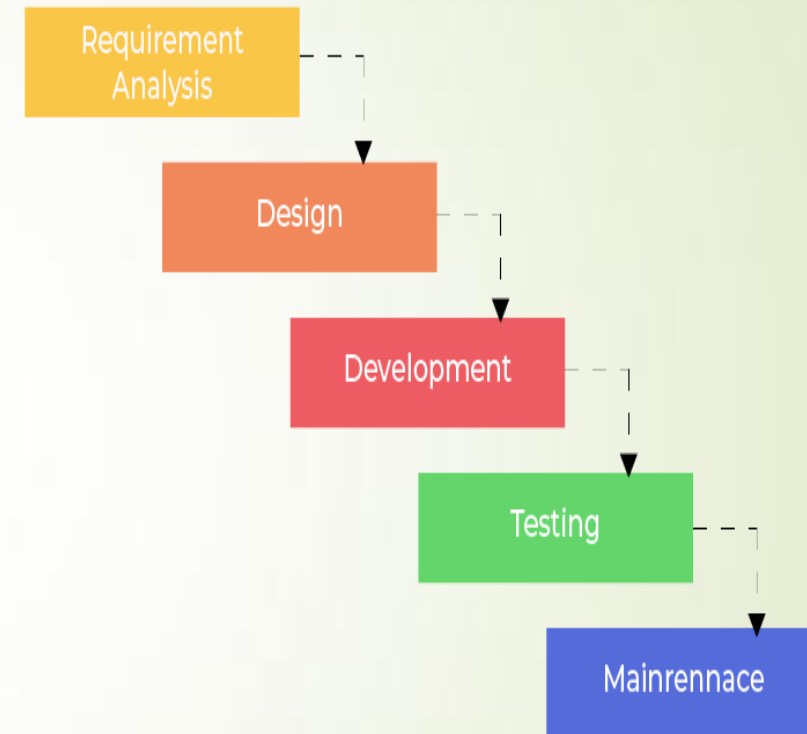 Requirement
Analysis
Design
Development
Testing
Mainrennace